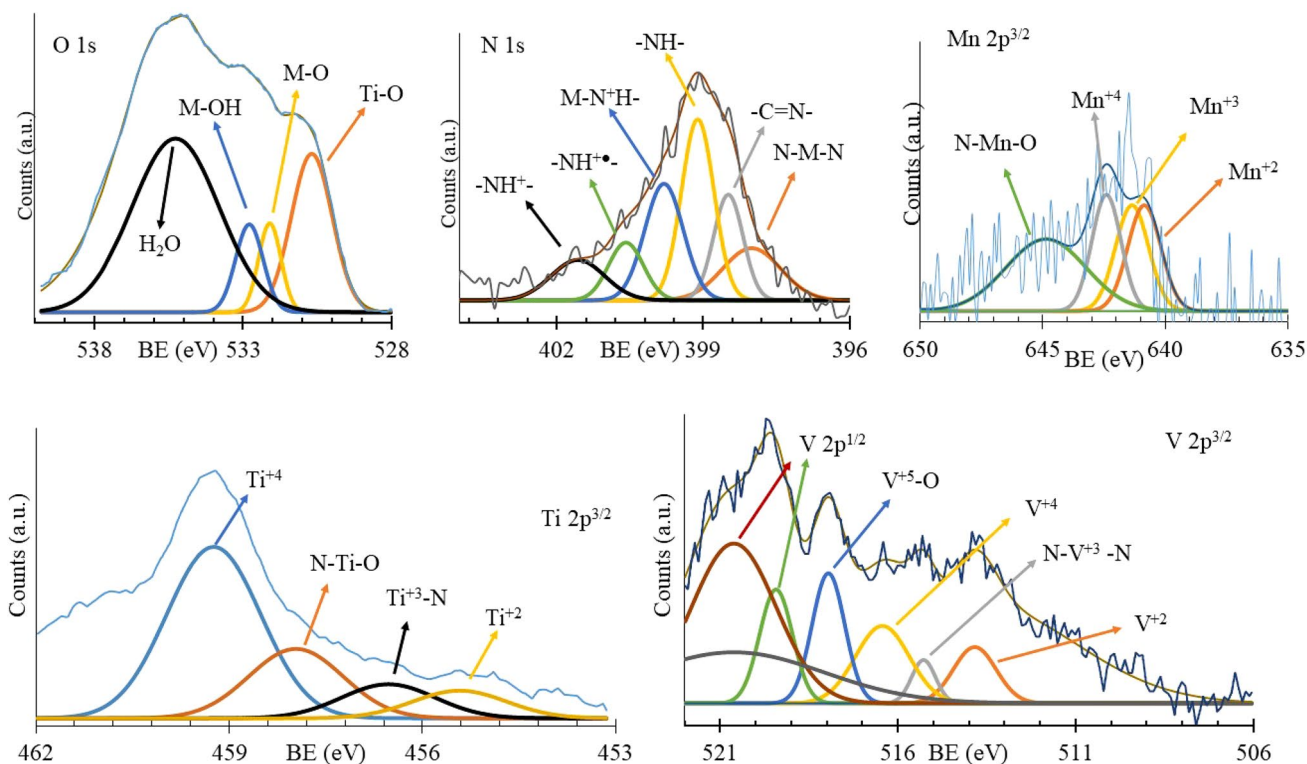 O 1s
M-OH
M-O
Ti-O
H₂O
Counts (a.u.)
538
BE (eV)
533
528
N 1s
-NH-
M-N⁺H-
-C=N-
-NH⁺•-
N-M-N
-NH⁺-
Counts (a.u.)
402
BE (eV)
399
396
Mn 2p³/²
Mn⁺⁴
Mn⁺³
N-Mn-O
Mn⁺²
Counts (a.u.)
650
645
BE (eV)
640
635
Ti⁺⁴
Ti 2p³/²
N-Ti-O
Ti⁺³-N
Ti⁺²
Counts (a.u.)
462
459
BE (eV)
456
453
V 2p¹/²
V 2p³/²
V⁺⁵-O
V⁺⁴
N-V⁺³ -N
V⁺²
Counts (a.u.)
521
516
BE (eV)
511
506